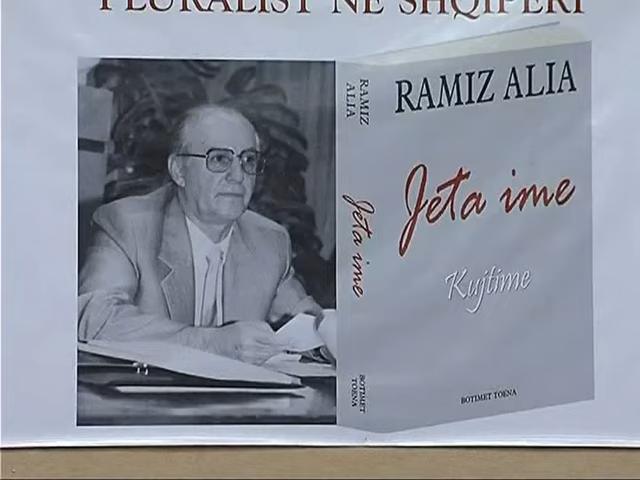 PLURALIST NË SHQIPËRI
RAMIZ ALIA
Jeta ime
Kujtime
BOTIMET TOENA
RAMIZ
ALIA
Jeta ime
BOTIMET
TOENA